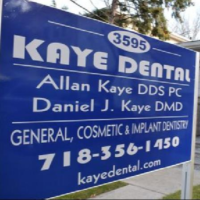 3595
KAYE DENTAL
Allan Kaye DDS PC
Daniel J. Kaye DMD
GENERAL, COSMETIC & IMPLANT DENTISTRY
718-356-1450
kayedental.com